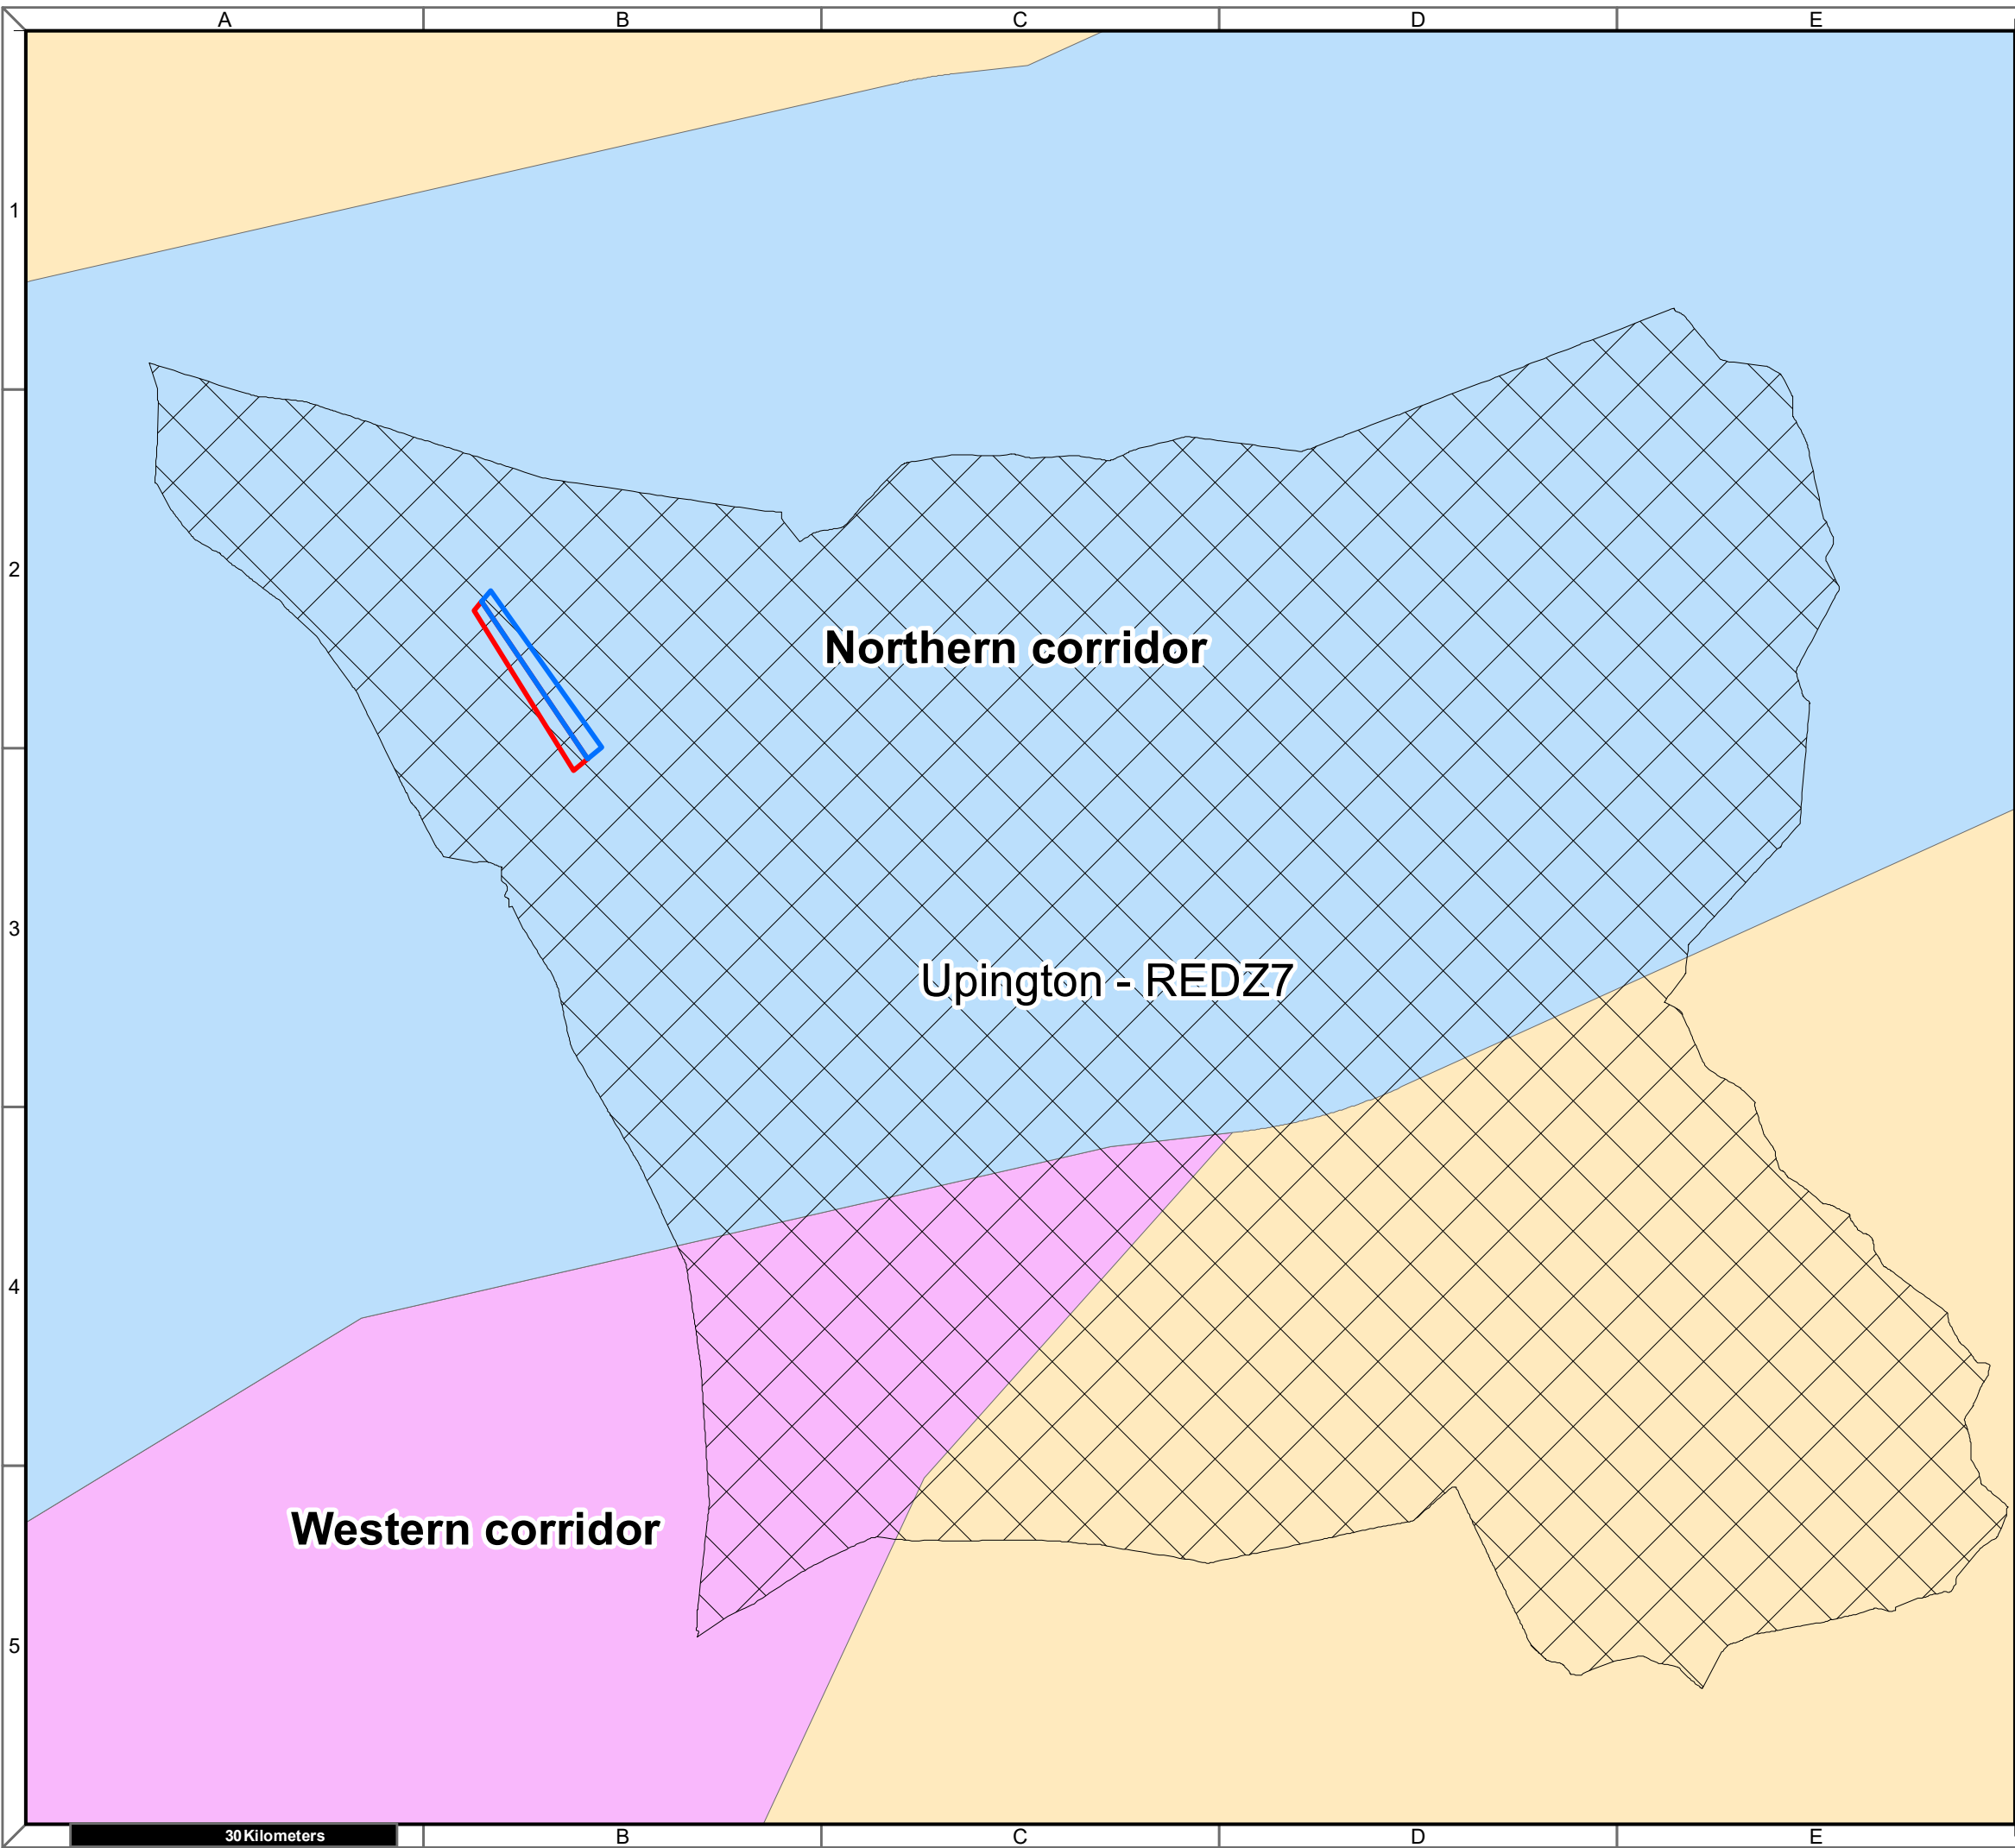 A B C D E
1
2
Northern corridor
3
Upington - REDZ7
4
Western corridor
5
30 Kilometers
B C D E